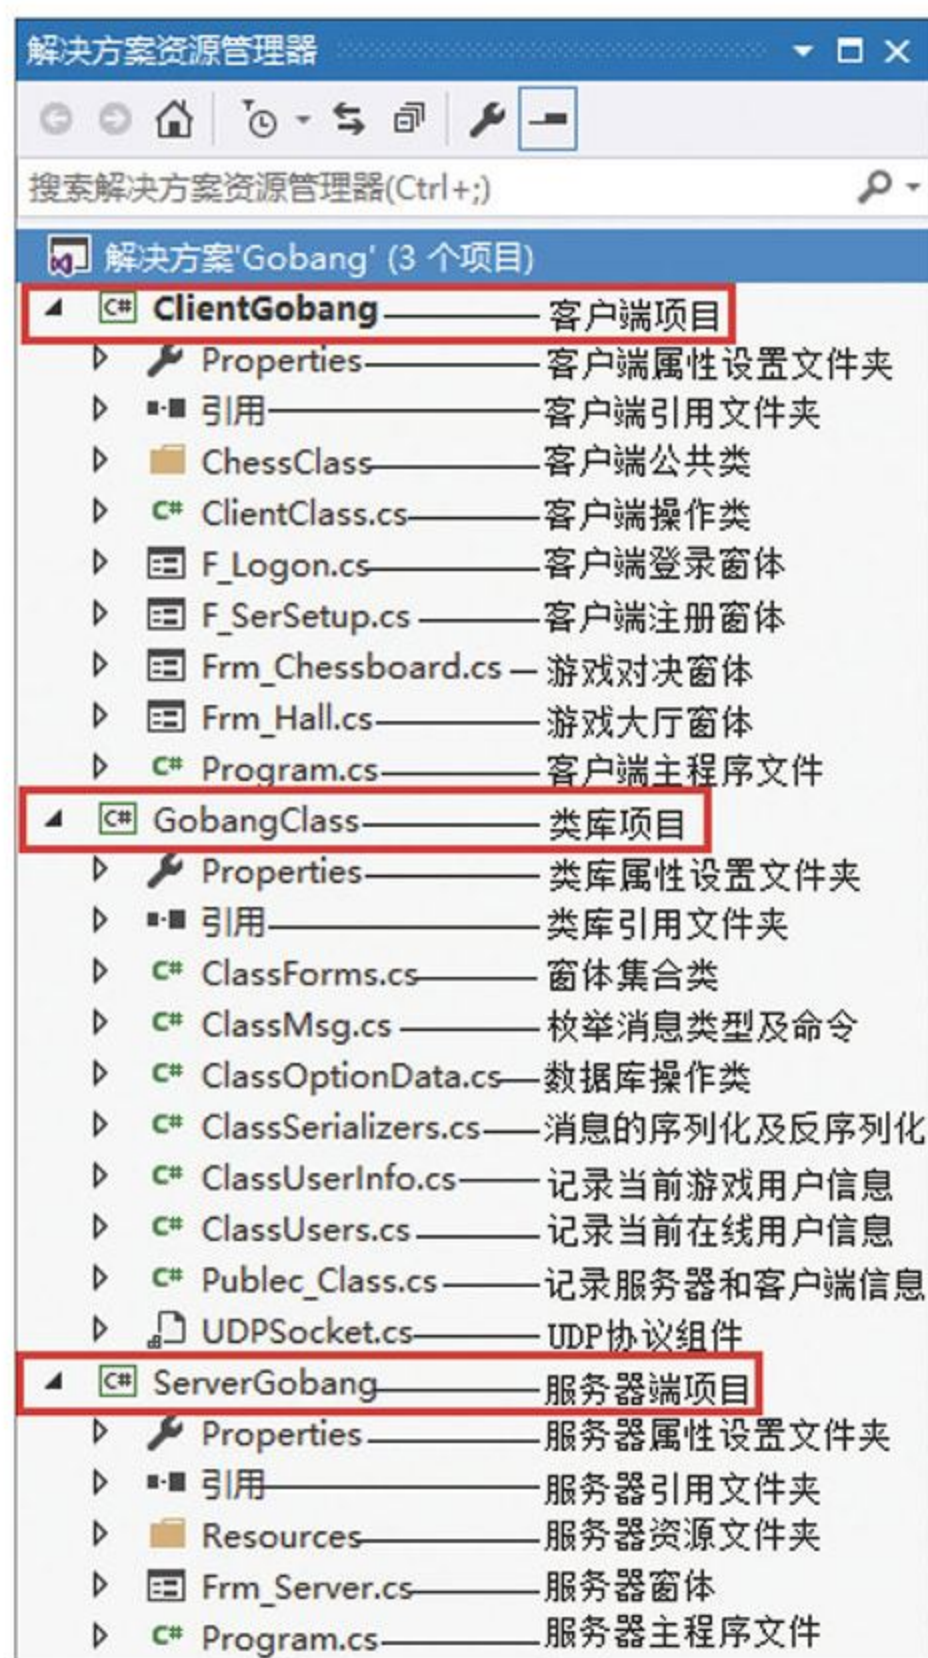 解决方案资源管理器
搜索解决方案资源管理器(Ctrl+;)
解决方案'Gobang' (3 个项目)
C# ClientGobang 客户端项目
Properties 客户端属性设置文件夹
引用 客户端引用文件夹
ChessClass 客户端公共类
C# ClientClass.cs 客户端操作类
F_Logon.cs 客户端登录窗体
F_SerSetup.cs 客户端注册窗体
Frm_Chessboard.cs 游戏对决窗体
Frm_Hall.cs 游戏大厅窗体
C# Program.cs 客户端主程序文件
C# GobangClass 类库项目
Properties 类库属性设置文件夹
引用 类库引用文件夹
C# ClassForms.cs 窗体集合类
C# ClassMsg.cs 枚举消息类型及命令
C# ClassOptionData.cs 数据库操作类
C# ClassSerializers.cs 消息的序列化及反序列化
C# ClassUserInfo.cs 记录当前游戏用户信息
C# ClassUsers.cs 记录当前在线用户信息
C# Publec_Class.cs 记录服务器和客户端信息
UDPSocket.cs UDP协议组件
C# ServerGobang 服务器端项目
Properties 服务器属性设置文件夹
引用 服务器引用文件夹
Resources 服务器资源文件夹
Frm_Server.cs 服务器窗体
C# Program.cs 服务器主程序文件